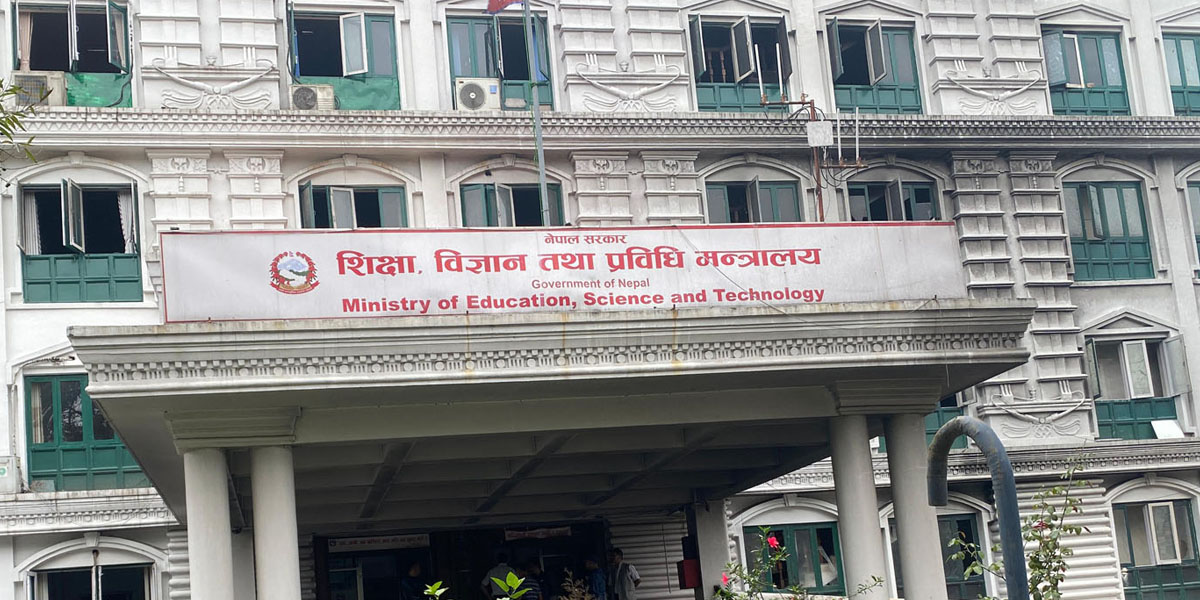 नेपाल सरकार
शिक्षा, विज्ञान तथा प्रविधि मन्त्रालय
Government of Nepal
Ministry of Education, Science and Technology